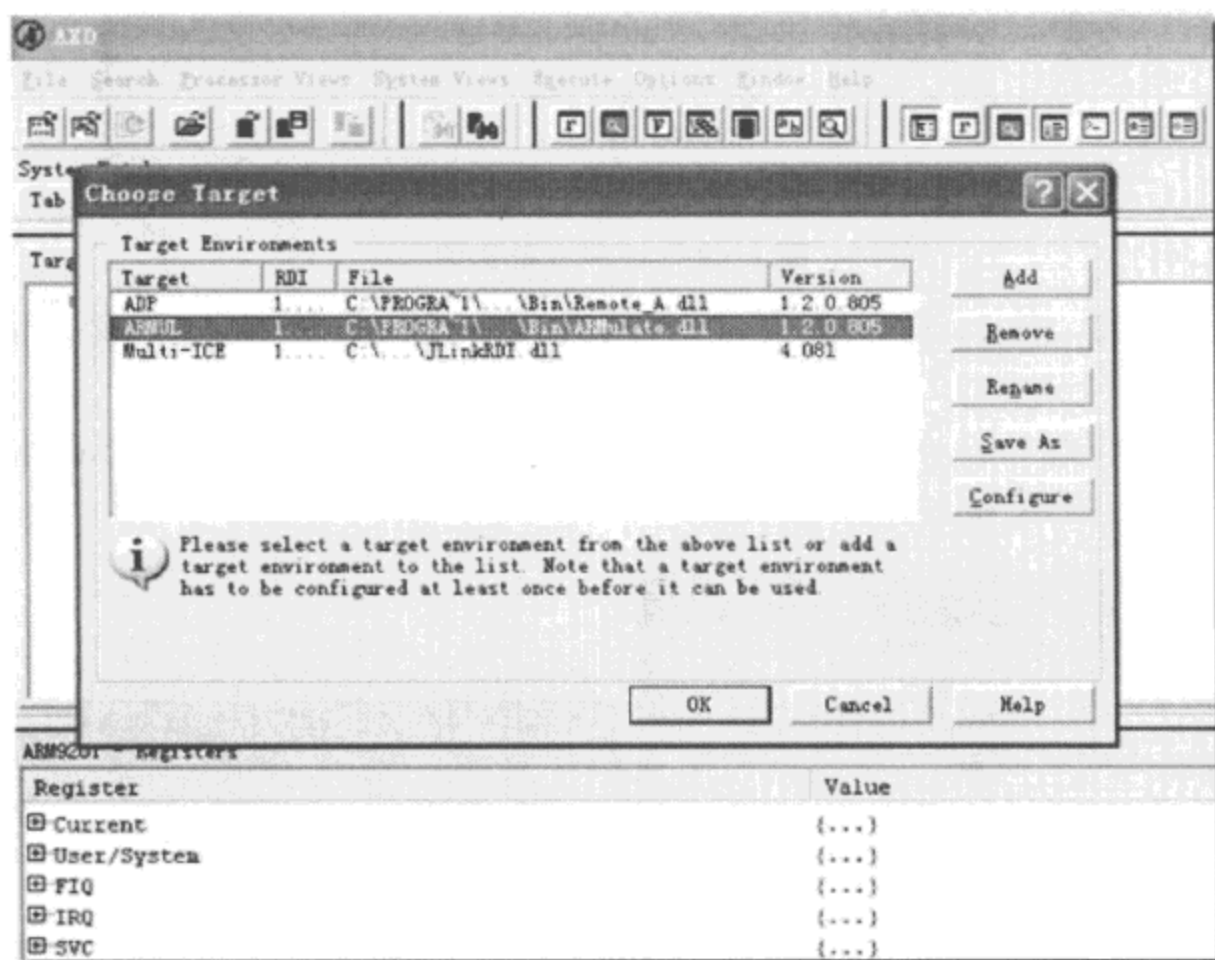 AXD
File Search Processor Views System Views Execute Options Window Help
Choose Target
Tab
Target Environments
Target RDI File Version
ADP 1.... C:\PROGRA~1\...\Bin\Remote_A.dll 1.2.0.805
ARMUL 1.... C:\PROGRA~1\...\Bin\ARMulate.dll 1.2.0.805
Multi-ICE 1.... C:\...\JLinkRDI.dll 4.081
Add
Remove
Rename
Save As
Configure
Please select a target environment from the above list or add a
target environment to the list. Note that a target environment
has to be configured at least once before it can be used.
OK Cancel Help
Registers
Register Value
Current {...}
User/System {...}
FIQ {...}
IRQ {...}
SVC {...}